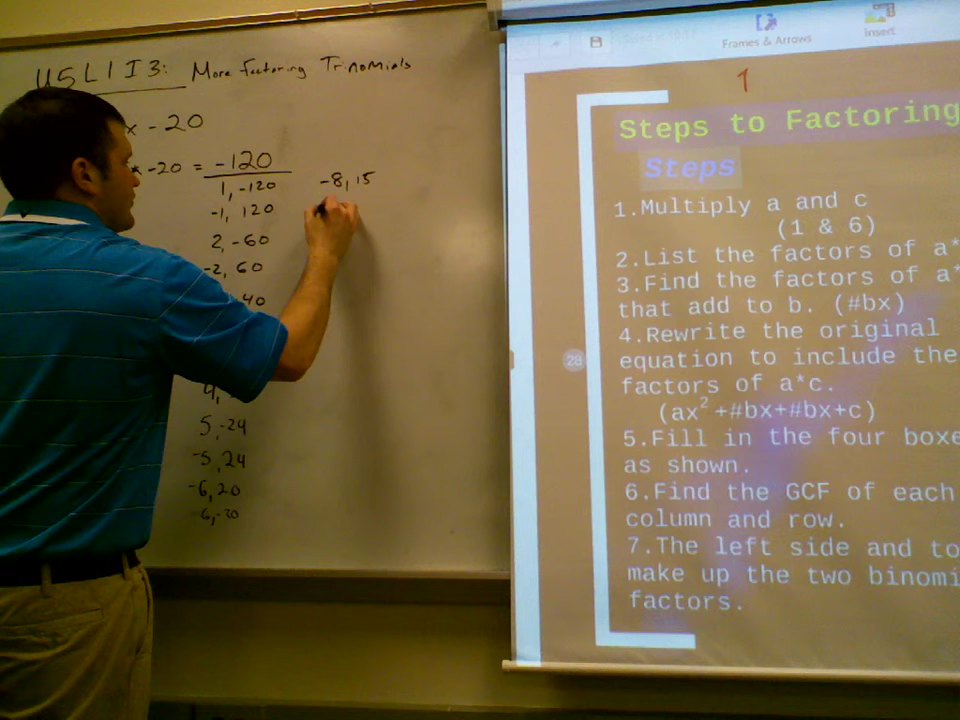 U5L1I3: More Factoring Trinomials
x - 20
-20 = -120
1, -120
-1, 120
2, -60
-2, 60
40
4,
5, -24
-5, 24
-6, 20
6, -20
-8, 15
Frames & Arrows
Insert
1
Steps to Factoring
Steps
1.Multiply a and c
(1 & 6)
2.List the factors of a*
3.Find the factors of a*
that add to b. (#bx)
4.Rewrite the original
equation to include the
factors of a*c.
(ax²+#bx+#bx+c)
5.Fill in the four boxe
as shown.
6.Find the GCF of each
column and row.
7.The left side and to
make up the two binomi
factors.
28